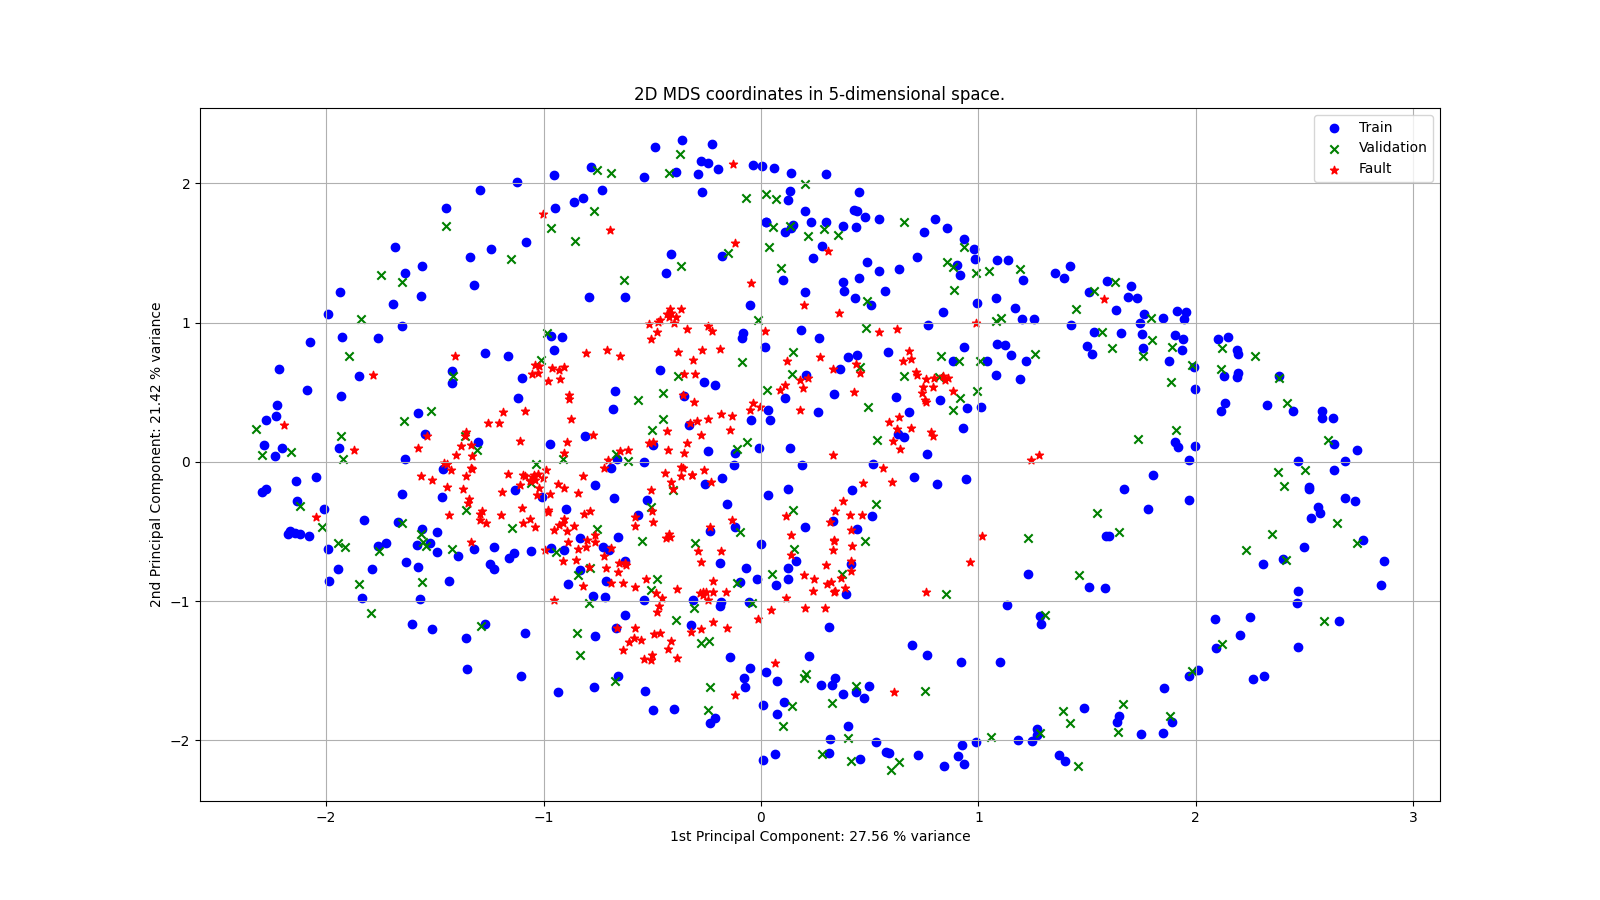 2D MDS coordinates in 5-dimensional space.
Train
Validation
Fault
2
1
0
−1
−2
2nd Principal Component: 21.42 % variance
−2 −1 0 1 2 3
1st Principal Component: 27.56 % variance